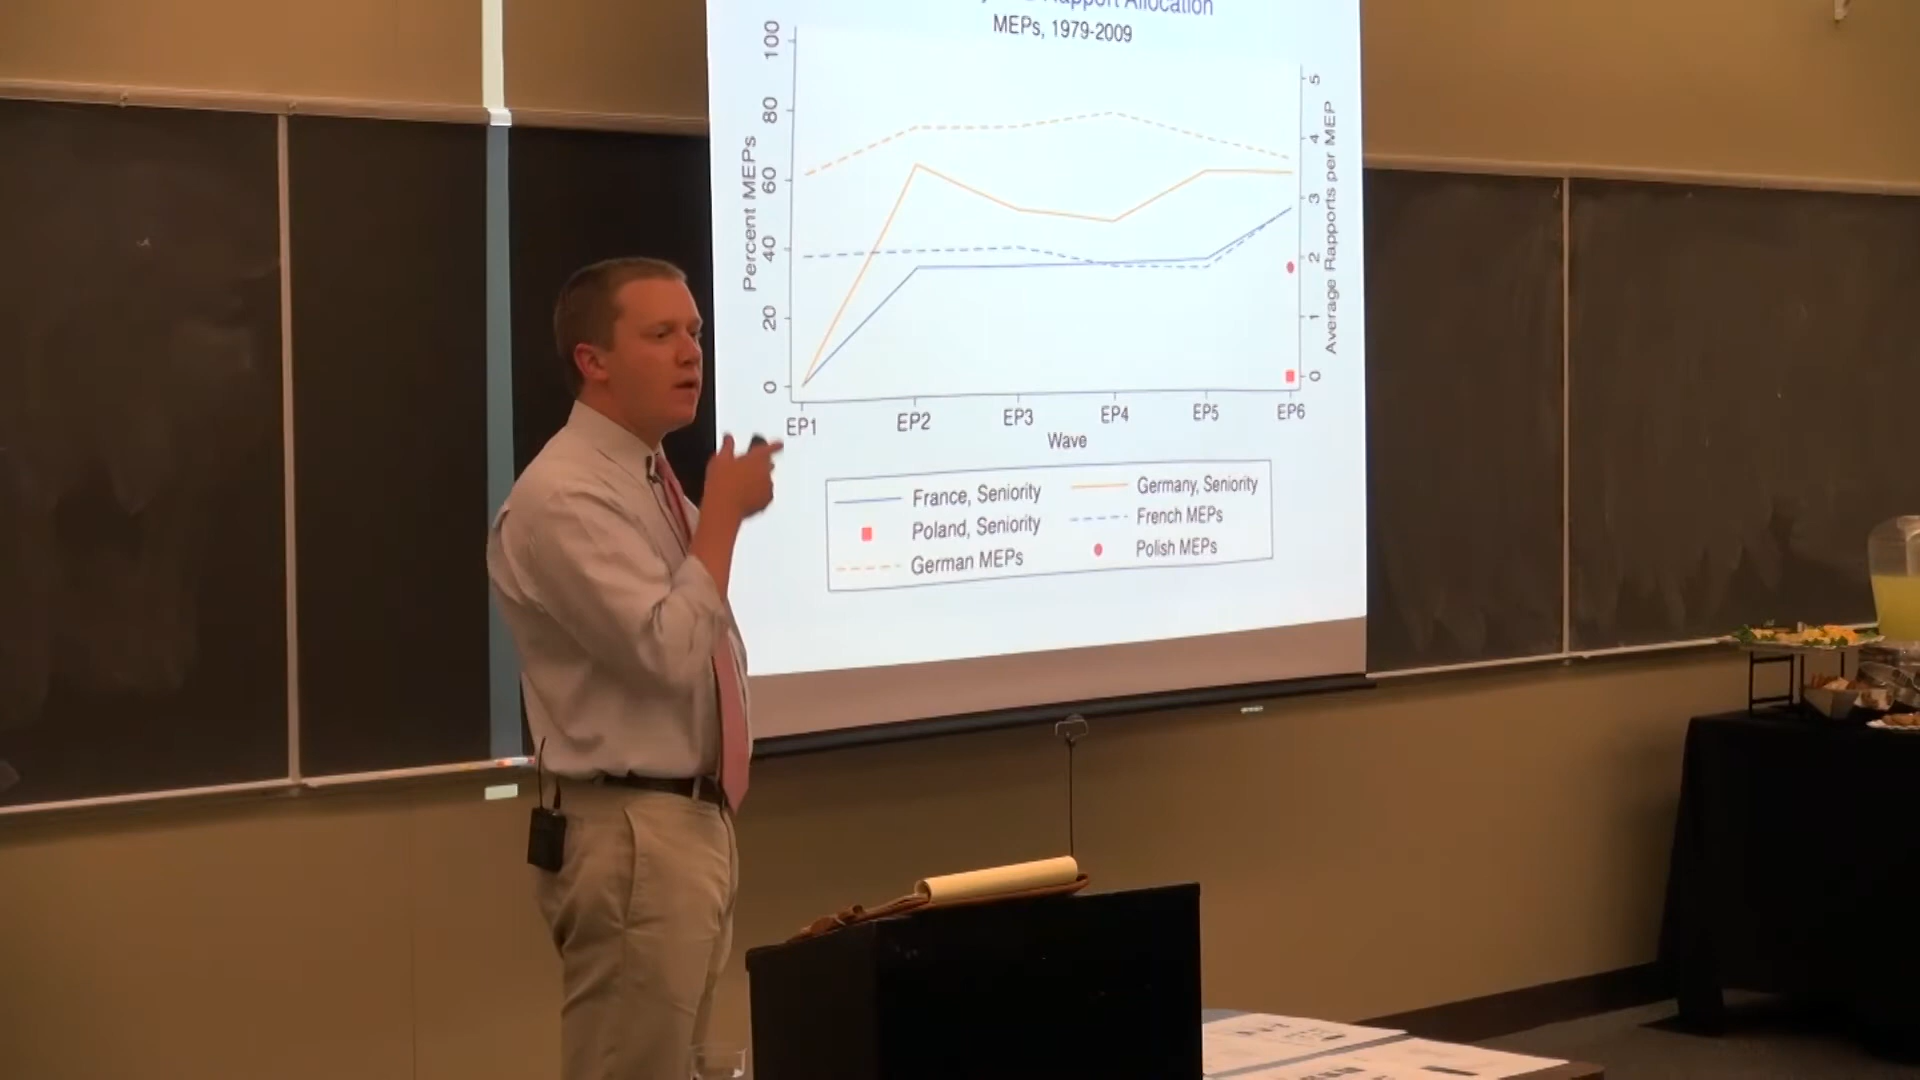 Rapport Allocation
MEPs, 1979-2009
Percent MEPs
100
80
60
40
20
0
5
4
3
2
1
0
Average Rapports per MEP
EP1 EP2 EP3 EP4 EP5 EP6
Wave
France, Seniority Germany, Seniority
Poland, Seniority French MEPs
German MEPs Polish MEPs